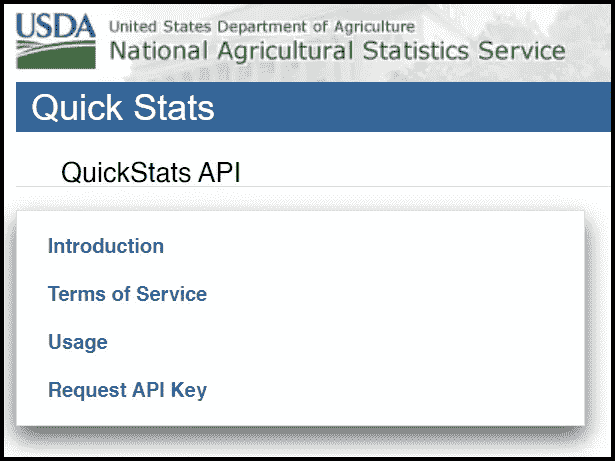 USDA
United States Department of Agriculture
National Agricultural Statistics Service
Quick Stats
QuickStats API
Introduction
Terms of Service
Usage
Request API Key